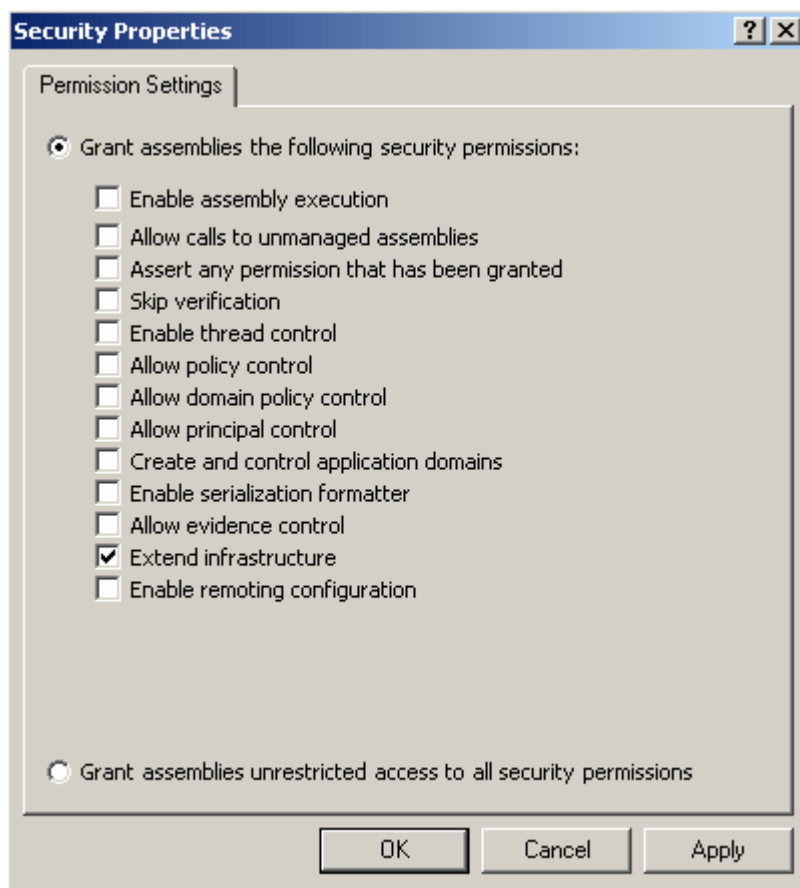 Security Properties
Permission Settings
Grant assemblies the following security permissions:
Enable assembly execution
Allow calls to unmanaged assemblies
Assert any permission that has been granted
Skip verification
Enable thread control
Allow policy control
Allow domain policy control
Allow principal control
Create and control application domains
Enable serialization formatter
Allow evidence control
Extend infrastructure
Enable remoting configuration
Grant assemblies unrestricted access to all security permissions
OK Cancel Apply